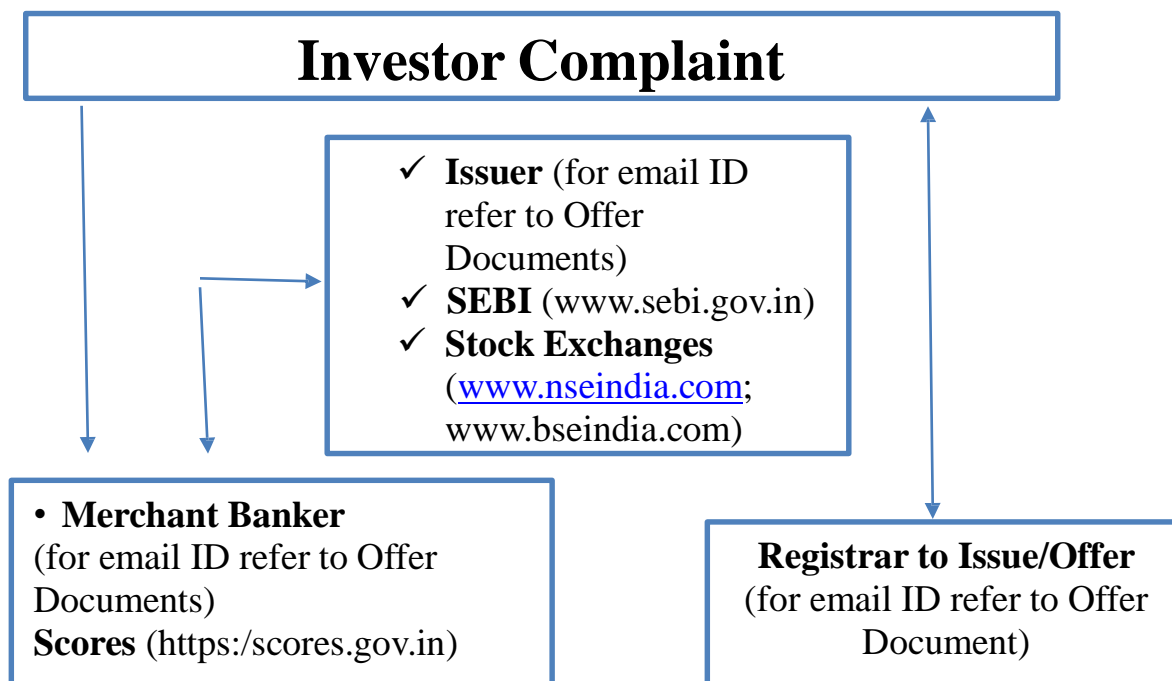 Investor Complaint
✓ Issuer (for email ID
refer to Offer
Documents)
✓ SEBI (www.sebi.gov.in)
✓ Stock Exchanges
(www.nseindia.com;
www.bseindia.com)
• Merchant Banker
(for email ID refer to Offer
Documents)
Scores (https:/scores.gov.in)
Registrar to Issue/Offer
(for email ID refer to Offer
Document)